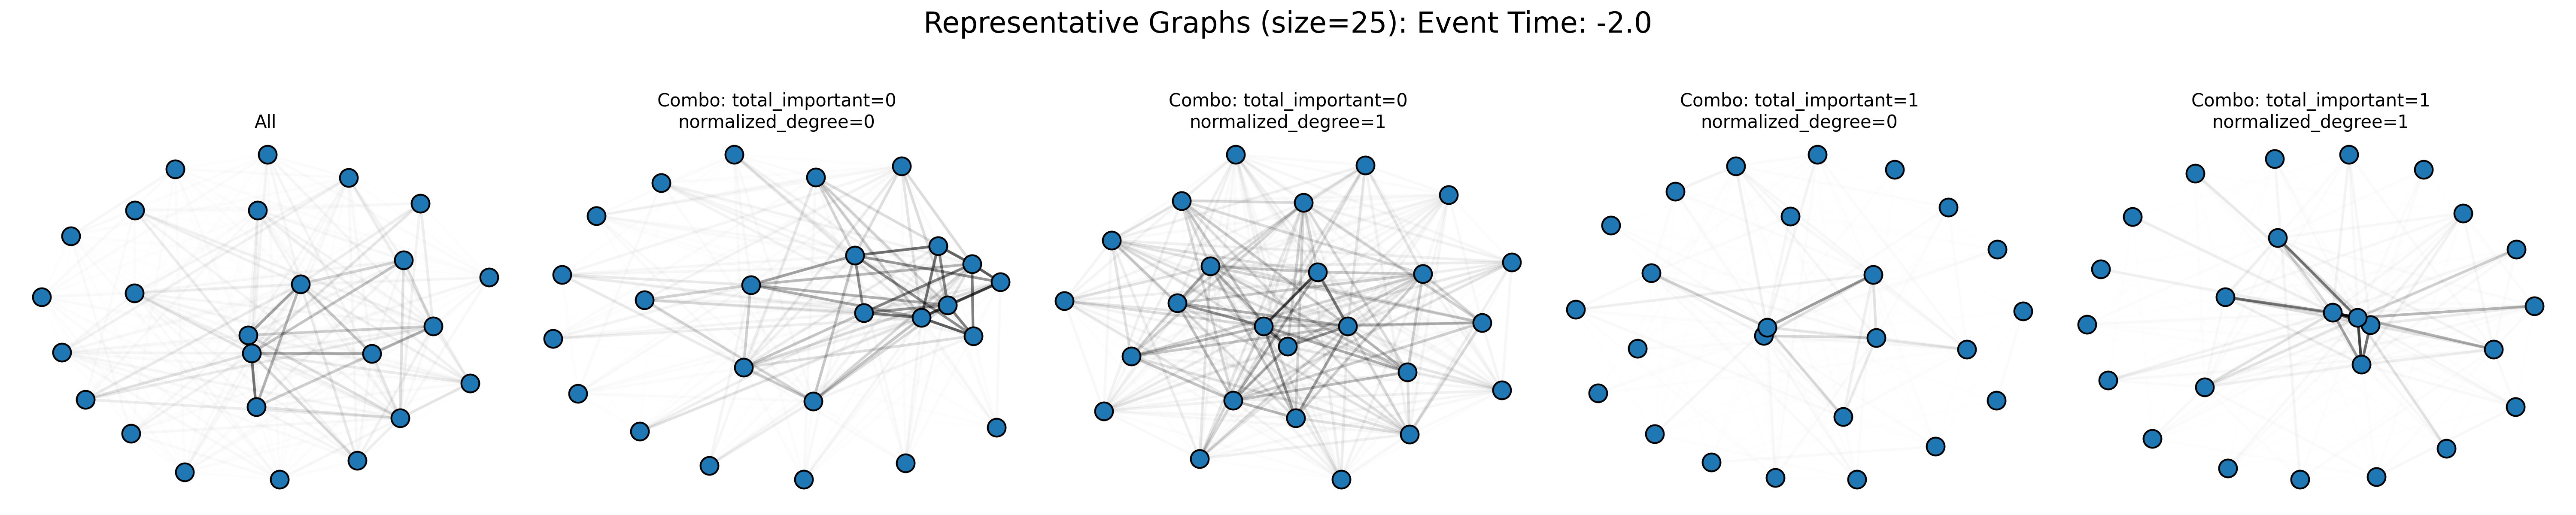 Representative Graphs (size=25): Event Time: -2.0
All
Combo: total_important=0
normalized_degree=0
Combo: total_important=0
normalized_degree=1
Combo: total_important=1
normalized_degree=0
Combo: total_important=1
normalized_degree=1